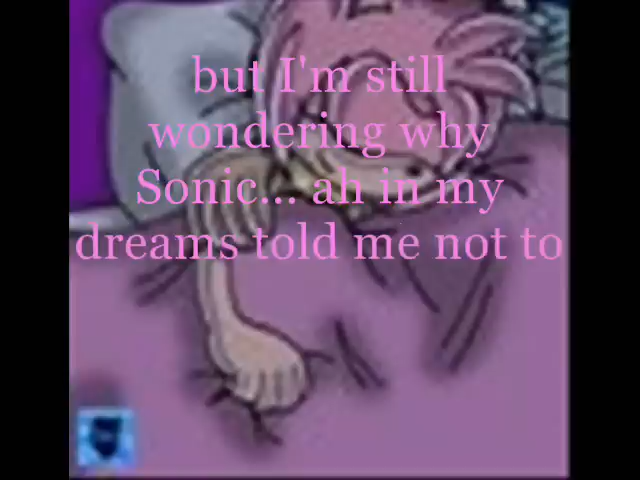 but I'm still
wondering why
Sonic... ah in my
dreams told me not to